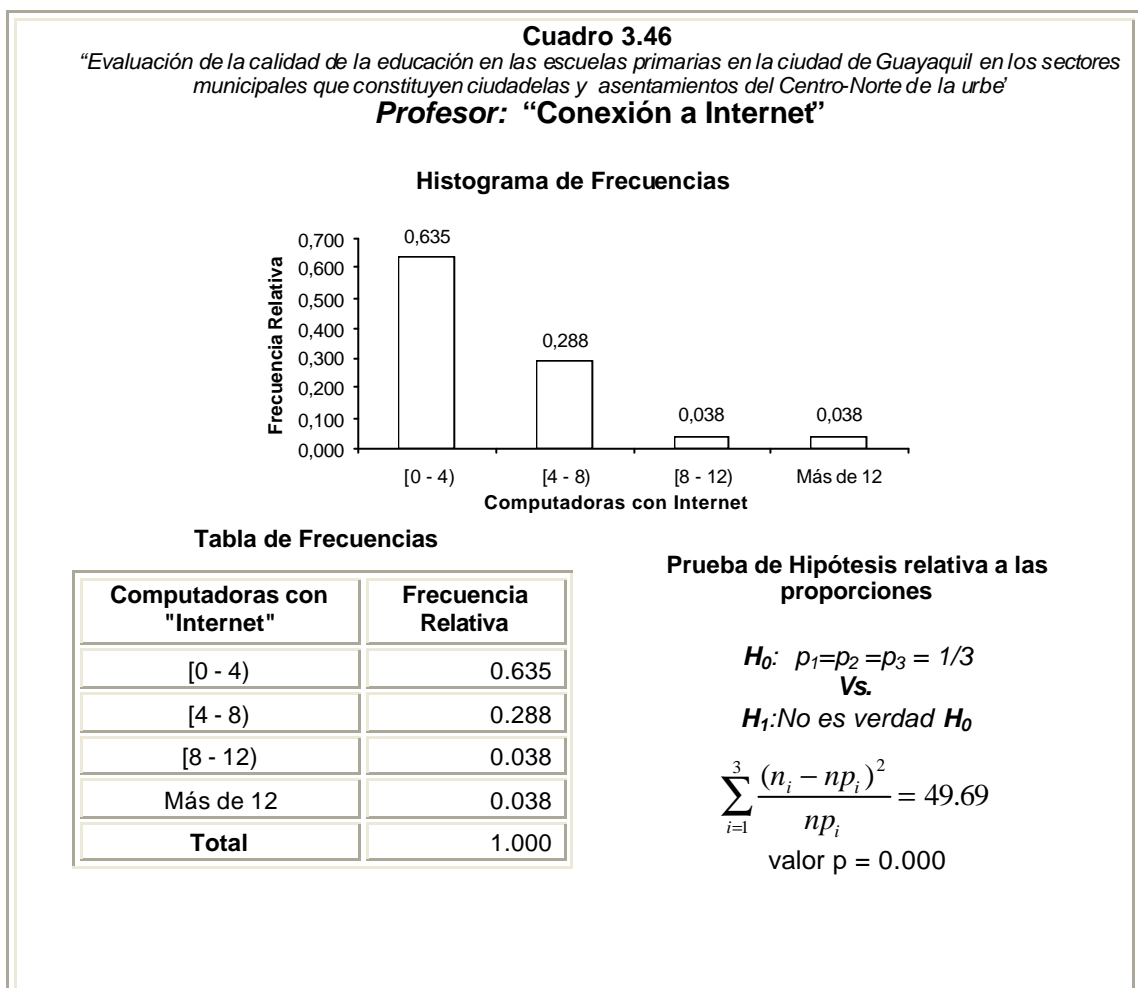 Cuadro 3.46
“Evaluación de la calidad de la educación en las escuelas primarias en la ciudad de Guayaquil en los sectores
municipales que constituyen ciudadelas y asentamientos del Centro-Norte de la urbe”
Profesor: “Conexión a Internet”
Histograma de Frecuencias
Frecuencia Relativa
0,700
0,600
0,500
0,400
0,300
0,200
0,100
0,000
0,635
0,288
0,038
0,038
[0 - 4)
[4 - 8)
[8 - 12)
Más de 12
Computadoras con Internet
Tabla de Frecuencias
Computadoras con "Internet" Frecuencia Relativa
[0 - 4) 0.635
[4 - 8) 0.288
[8 - 12) 0.038
Más de 12 0.038
Total 1.000
Prueba de Hipótesis relativa a las
proporciones
H₀: p₁=p₂ =p₃ = 1/3
Vs.
H₁:No es verdad H₀
∑_{i=1}^{3} (n_i − np_i)² / np_i = 49.69
valor p = 0.000